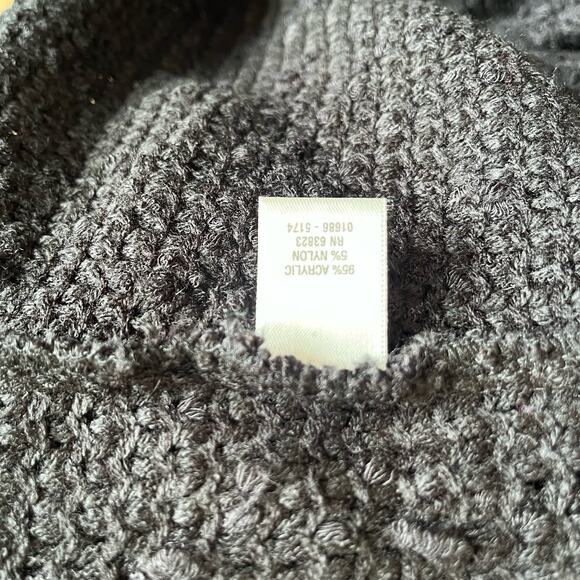 95% ACRYLIC
5% NYLON
RN 63823
01686 - 5174